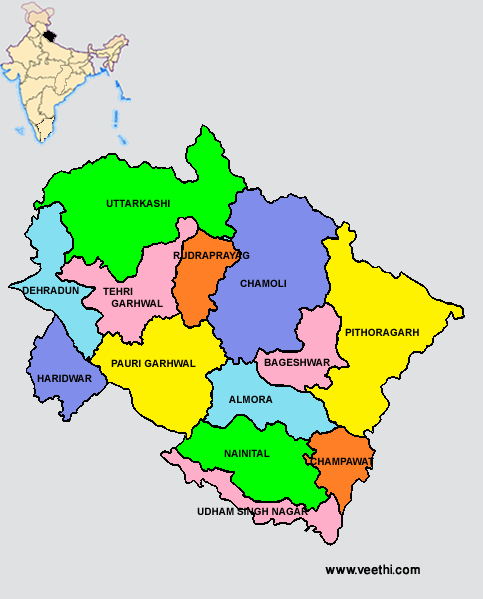 UTTARKASHI
RUDRAPRAYAG
DEHRADUN
TEHRI
GARHWAL
CHAMOLI
PITHORAGARH
PAURI GARHWAL
BAGESHWAR
HARIDWAR
ALMORA
NAINITAL
CHAMPAWAT
UDHAM SINGH NAGAR
www.veethi.com